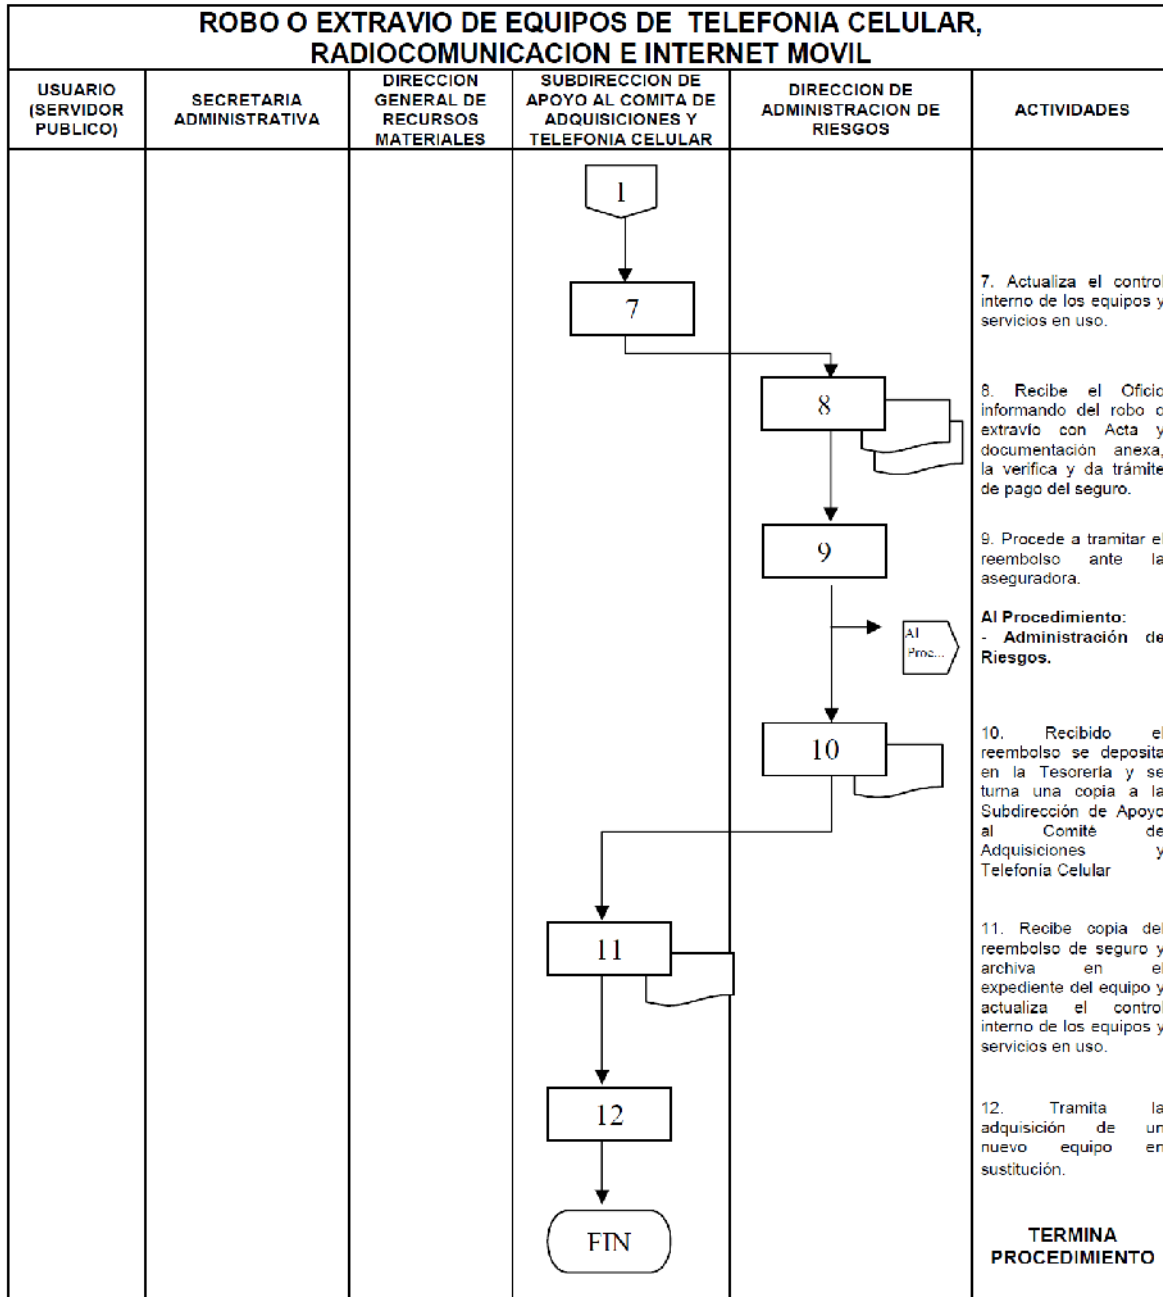 ROBO O EXTRAVIO DE EQUIPOS DE TELEFONIA CELULAR,
RADIOCOMUNICACION E INTERNET MOVIL
USUARIO
(SERVIDOR
PUBLICO)
SECRETARIA
ADMINISTRATIVA
DIRECCION
GENERAL DE
RECURSOS
MATERIALES
SUBDIRECCION DE
APOYO AL COMITA DE
ADQUISICIONES Y
TELEFONIA CELULAR
DIRECCION DE
ADMINISTRACION DE
RIESGOS
ACTIVIDADES
1
7
7. Actualiza el control
interno de los equipos y
servicios en uso.
8
8. Recibe el Oficio
informando del robo o
extravío con Acta y
documentación anexa,
la verifica y da trámite
de pago del seguro.
9
9. Procede a tramitar el
reembolso ante la
aseguradora.
Al
Proc...
Al Procedimiento:
- Administración de
Riesgos.
10
10. Recibido el
reembolso se deposita
en la Tesorería y se
turna una copia a la
Subdirección de Apoyo
al Comité de
Adquisiciones y
Telefonía Celular
11
11. Recibe copia del
reembolso de seguro y
archiva en el
expediente del equipo y
actualiza el control
interno de los equipos y
servicios en uso.
12
12. Tramita la
adquisición de un
nuevo equipo en
sustitución.
FIN
TERMINA
PROCEDIMIENTO